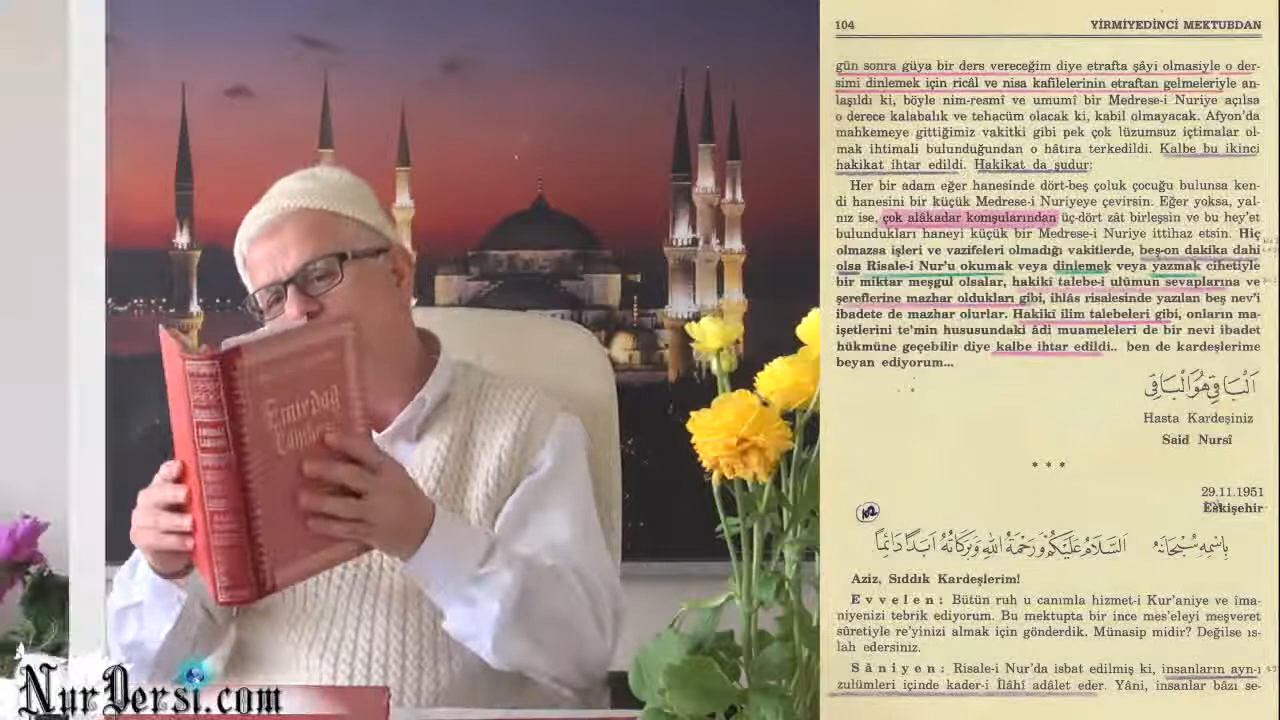 Emirdağ
NurDersi.com
104 YİRMİYEDİNCİ MEKTUBDAN
gün sonra güya bir ders vereceğim diye etrafta şâyi olmasiyle o der-
simi dinlemek için ricâl ve nisa kafilelerinin etraftan gelmeleriyle an-
laşıldı ki, böyle nim-resmî ve umumî bir Medrese-i Nuriye açılsa
o derece kalabalık ve tehacüm olacak ki, kabil olmayacak. Afyon'da
mahkemeye gittiğimiz vakitki gibi pek çok lüzumsuz içtimalar ol-
mak ihtimali bulunduğundan o hâtıra terkedildi. Kalbe bu ikinci
hakikat ihtar edildi. Hakikat da şudur:
Her bir adam eğer hanesinde dört-beş çoluk çocuğu bulunsa ken-
di hanesini bir küçük Medrese-i Nuriyeye çevirsin. Eğer yoksa, yal-
nız ise, çok alâkadar komşularından üç-dört zât birleşsin ve bu hey'et
bulundukları haneyi küçük bir Medrese-i Nuriye ittihaz etsin. Hiç
olmazsa işleri ve vazifeleri olmadığı vakitlerde, beş-on dakika dahi
olsa Risale-i Nur'u okumak veya dinlemek veya yazmak cihetiyle
bir miktar meşgul olsalar, hakikî talebe-i ulûmun sevaplarına ve
şereflerine mazhar oldukları gibi, ihlâs risalesinde yazılan beş nev'i
ibadete de mazhar olurlar. Hakikî ilim talebeleri gibi, onların ma-
işetlerini te'min hususundaki âdi muameleleri de bir nevi ibadet
hükmüne geçebilir diye kalbe ihtar edildi.. ben de kardeşlerime
beyan ediyorum...
اَلْبَاقِي هُوَ الْبَاقِي
Hasta Kardeşiniz
Said Nursî
* * *
29.11.1951
Eskişehir
102
بِاسْمِهِ سُبْحَانَهُ اَلسَّلاَمُ عَلَيْكُمْ وَرَحْمَةُ اللهِ وَبَرَكَاتُهُ اَبَدًا دَائِمًا
Aziz, Sıddık Kardeşlerim!
Evvelen: Bütün ruh u canımla hizmet-i Kur'aniye ve îma-
niyenizi tebrik ediyorum. Bu mektupta bir ince mes'eleyi meşveret
sûretiyle re'yinizi almak için gönderdik. Münasip midir? Değilse ıs-
lah edersiniz.
Sâniyen: Risale-i Nur'da isbat edilmiş ki, insanların ayn-ı
zulümleri içinde kader-i İlâhî adâlet eder. Yâni, insanlar bâzı se-